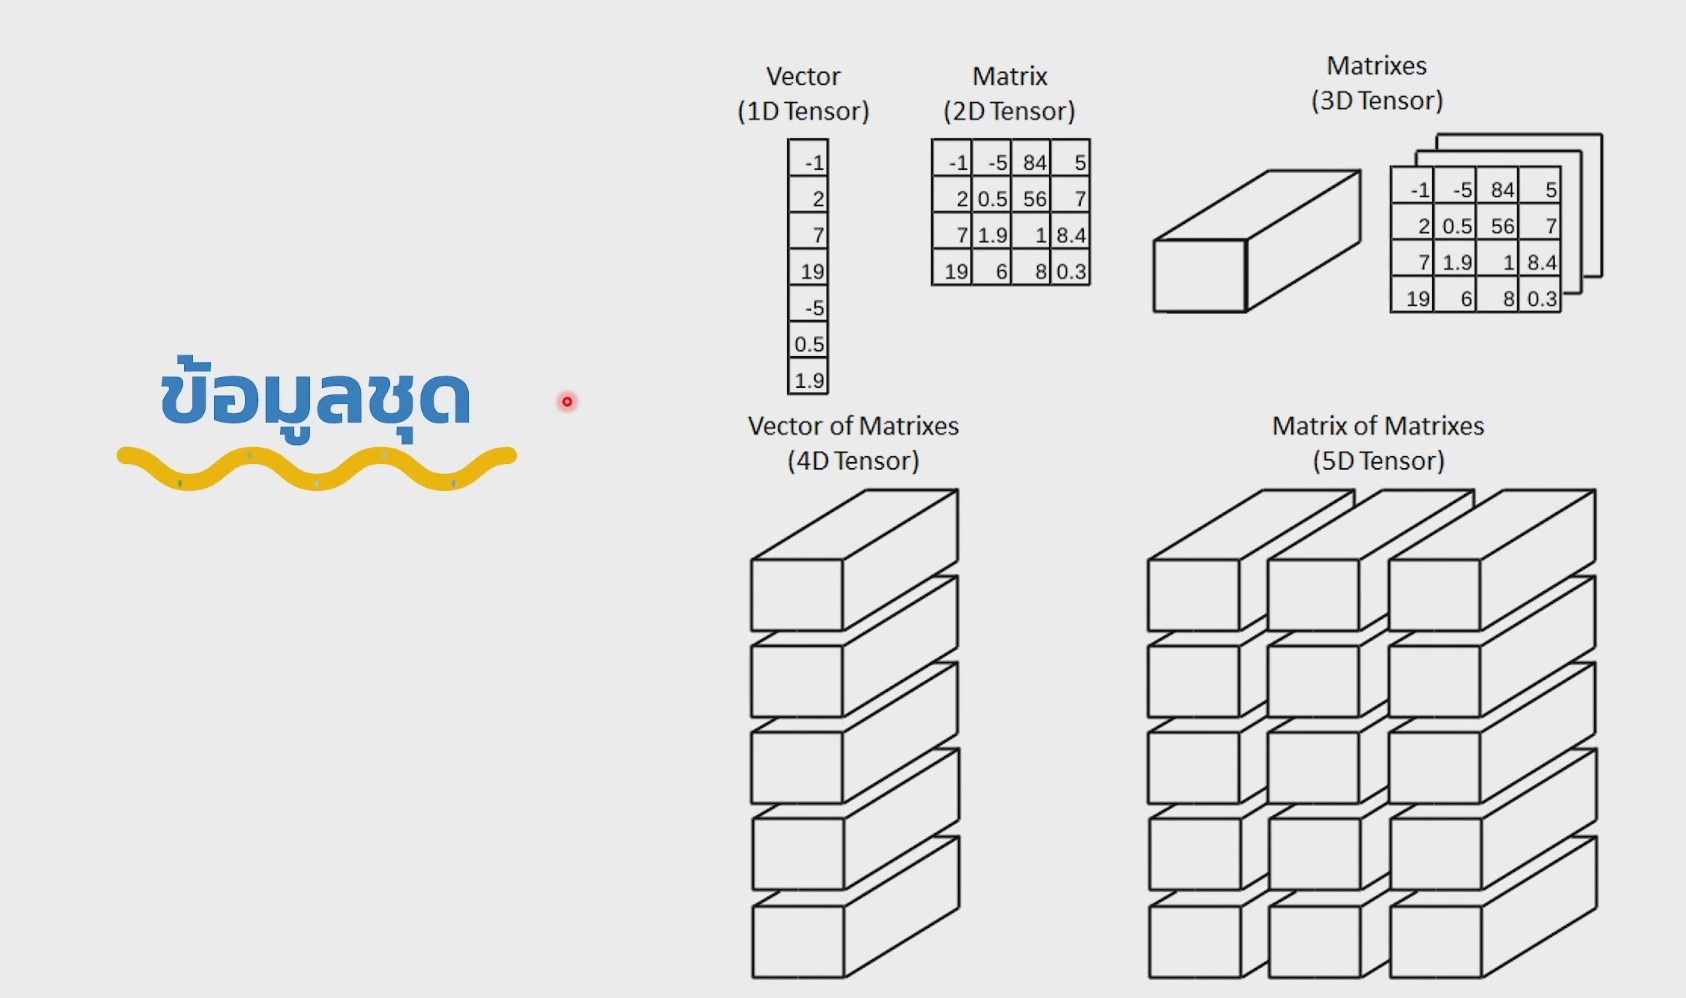 ข้อมูลชุด
Vector
(1D Tensor)
-1
2
7
19
-5
0.5
1.9
Matrix
(2D Tensor)
-1 -5 84 5
2 0.5 56 7
7 1.9 1 8.4
19 6 8 0.3
Matrixes
(3D Tensor)
-1 -5 84 5
2 0.5 56 7
7 1.9 1 8.4
19 6 8 0.3
Vector of Matrixes
(4D Tensor)
Matrix of Matrixes
(5D Tensor)